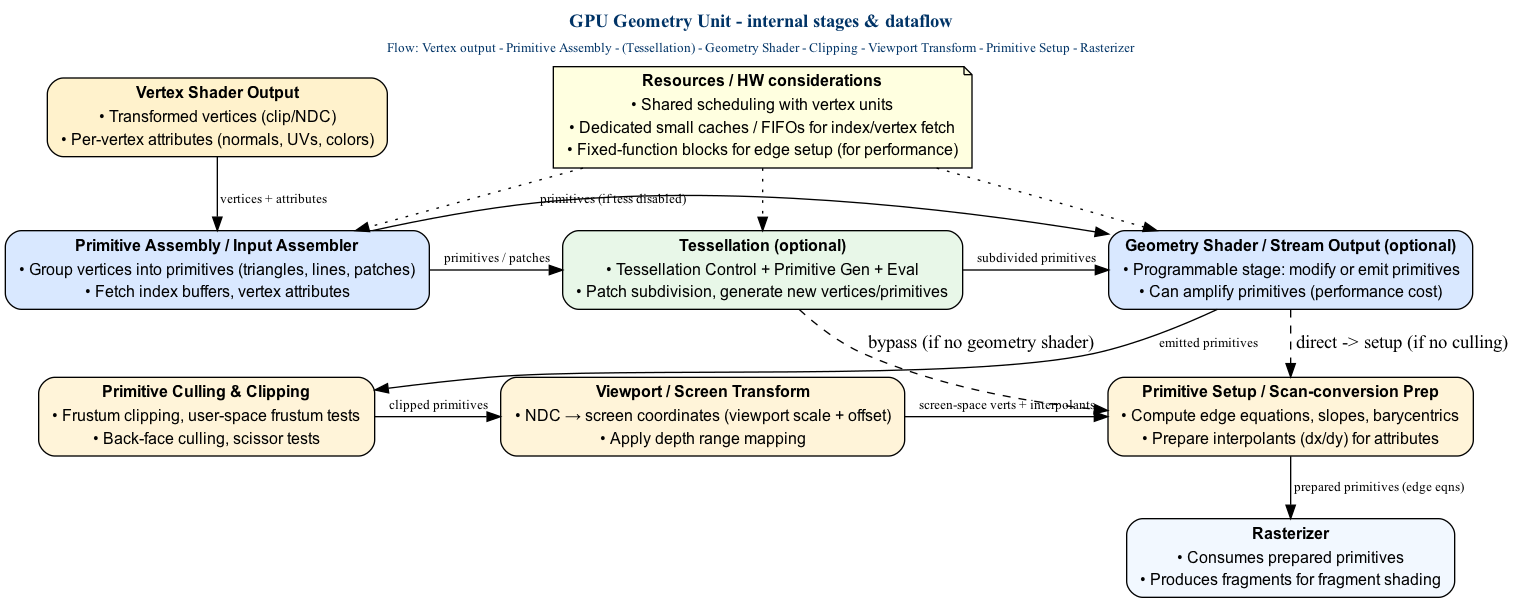 GPU Geometry Unit - internal stages & dataflow
Flow: Vertex output - Primitive Assembly - (Tessellation) - Geometry Shader - Clipping - Viewport Transform - Primitive Setup - Rasterizer
Vertex Shader Output
• Transformed vertices (clip/NDC)
• Per-vertex attributes (normals, UVs, colors)
Resources / HW considerations
• Shared scheduling with vertex units
• Dedicated small caches / FIFOs for index/vertex fetch
• Fixed-function blocks for edge setup (for performance)
vertices + attributes
primitives (if tess disabled)
Primitive Assembly / Input Assembler
• Group vertices into primitives (triangles, lines, patches)
• Fetch index buffers, vertex attributes
primitives / patches
Tessellation (optional)
• Tessellation Control + Primitive Gen + Eval
• Patch subdivision, generate new vertices/primitives
subdivided primitives
Geometry Shader / Stream Output (optional)
• Programmable stage: modify or emit primitives
• Can amplify primitives (performance cost)
bypass (if no geometry shader)
emitted primitives
direct -> setup (if no culling)
Primitive Culling & Clipping
• Frustum clipping, user-space frustum tests
• Back-face culling, scissor tests
clipped primitives
Viewport / Screen Transform
• NDC → screen coordinates (viewport scale + offset)
• Apply depth range mapping
screen-space verts + interpolants
Primitive Setup / Scan-conversion Prep
• Compute edge equations, slopes, barycentrics
• Prepare interpolants (dx/dy) for attributes
prepared primitives (edge eqns)
Rasterizer
• Consumes prepared primitives
• Produces fragments for fragment shading